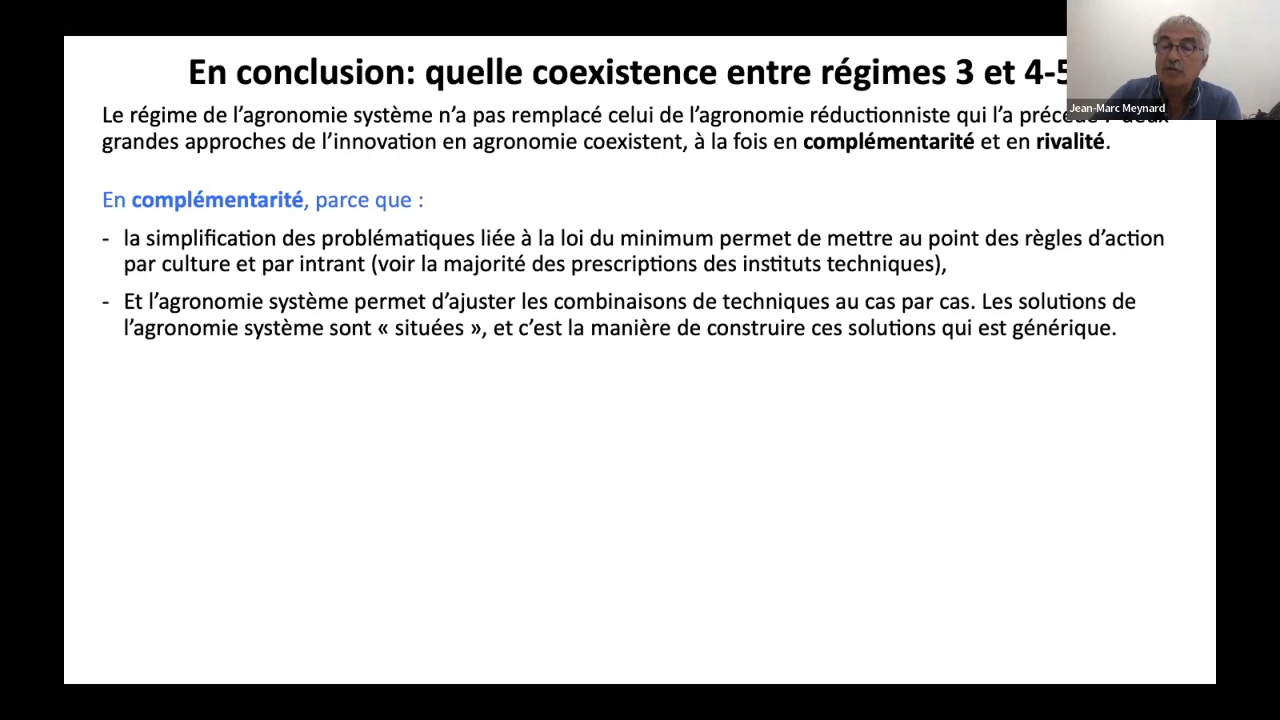 En conclusion: quelle coexistence entre régimes 3 et 4-5
Jean-Marc Meynard
Le régime de l'agronomie système n'a pas remplacé celui de l'agronomie réductionniste qui l'a
grandes approches de l'innovation en agronomie coexistent, à la fois en complémentarité et en rivalité.
En complémentarité, parce que :
- la simplification des problématiques liée à la loi du minimum permet de mettre au point des règles d'action
par culture et par intrant (voir la majorité des prescriptions des instituts techniques),
- Et l'agronomie système permet d'ajuster les combinaisons de techniques au cas par cas. Les solutions de
l'agronomie système sont « situées », et c'est la manière de construire ces solutions qui est générique.